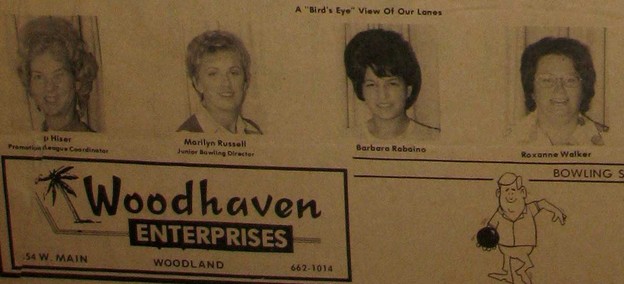 A "Bird's Eye" View Of Our Lanes
p Hiser
Promotion/League Coordinator
Marilyn Russell
Junior Bowling Director
Barbara Robaino
Roxanne Walker
BOWLING S
Woodhaven
ENTERPRISES
54 W. MAIN
WOODLAND
662-1014